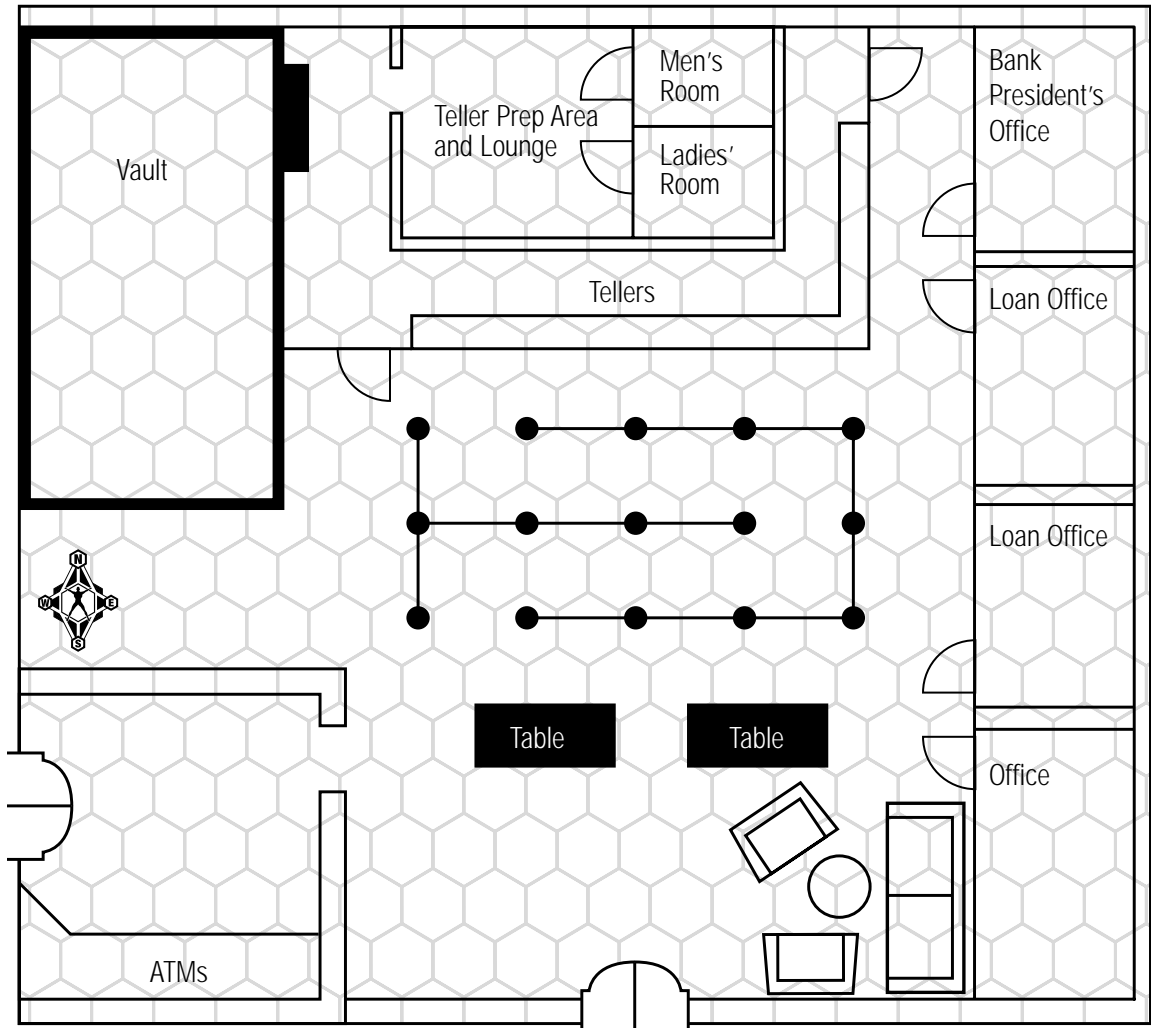 Vault
Teller Prep Area
and Lounge
Men's
Room
Ladies'
Room
Bank
President's
Office
Tellers
Loan Office
Loan Office
N
W
E
S
Table
Table
Office
ATMs